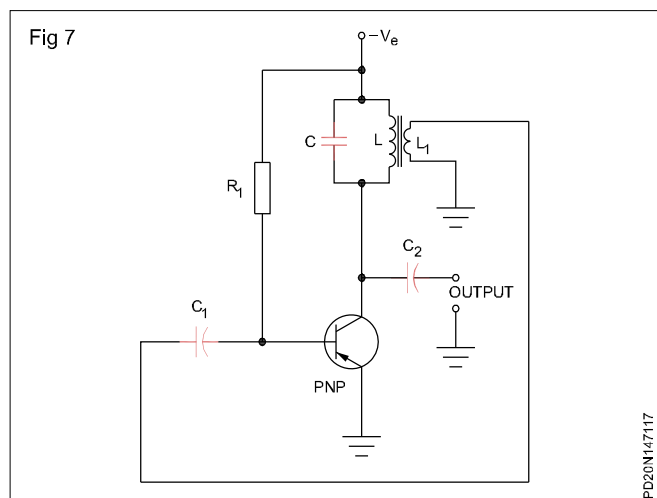 Fig 7
–Vₑ
C
L
L₁
R₁
C₂
OUTPUT
C₁
PNP
PD20N147117